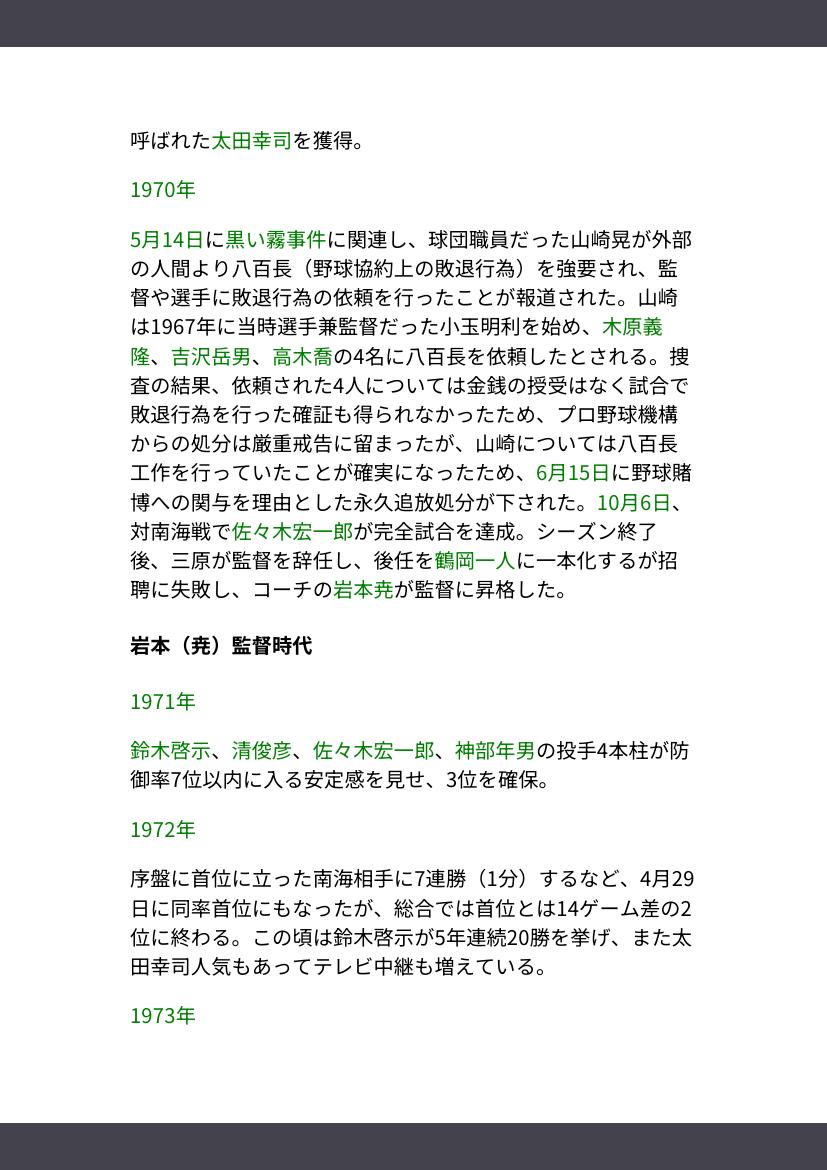 呼ばれた太田幸司を獲得。
1970年
5月14日に黒い霧事件に関連し、球団職員だった山崎晃が外部
の人間より八百長（野球協約上の敗退行為）を強要され、監
督や選手に敗退行為の依頼を行ったことが報道された。山崎
は1967年に当時選手兼監督だった小玉明利を始め、木原義
隆、吉沢岳男、高木喬の4名に八百長を依頼したとされる。捜
査の結果、依頼された4人については金銭の授受はなく試合で
敗退行為を行った確証も得られなかったため、プロ野球機構
からの処分は厳重戒告に留まったが、山崎については八百長
工作を行っていたことが確実になったため、6月15日に野球賭
博への関与を理由とした永久追放処分が下された。10月6日、
対南海戦で佐々木宏一郎が完全試合を達成。シーズン終了
後、三原が監督を辞任し、後任を鶴岡一人に一本化するが招
聘に失敗し、コーチの岩本尭が監督に昇格した。
岩本（尭）監督時代
1971年
鈴木啓示、清俊彦、佐々木宏一郎、神部年男の投手4本柱が防
御率7位以内に入る安定感を見せ、3位を確保。
1972年
序盤に首位に立った南海相手に7連勝（1分）するなど、4月29
日に同率首位にもなったが、総合では首位とは14ゲーム差の2
位に終わる。この頃は鈴木啓示が5年連続20勝を挙げ、また太
田幸司人気もあってテレビ中継も増えている。
1973年